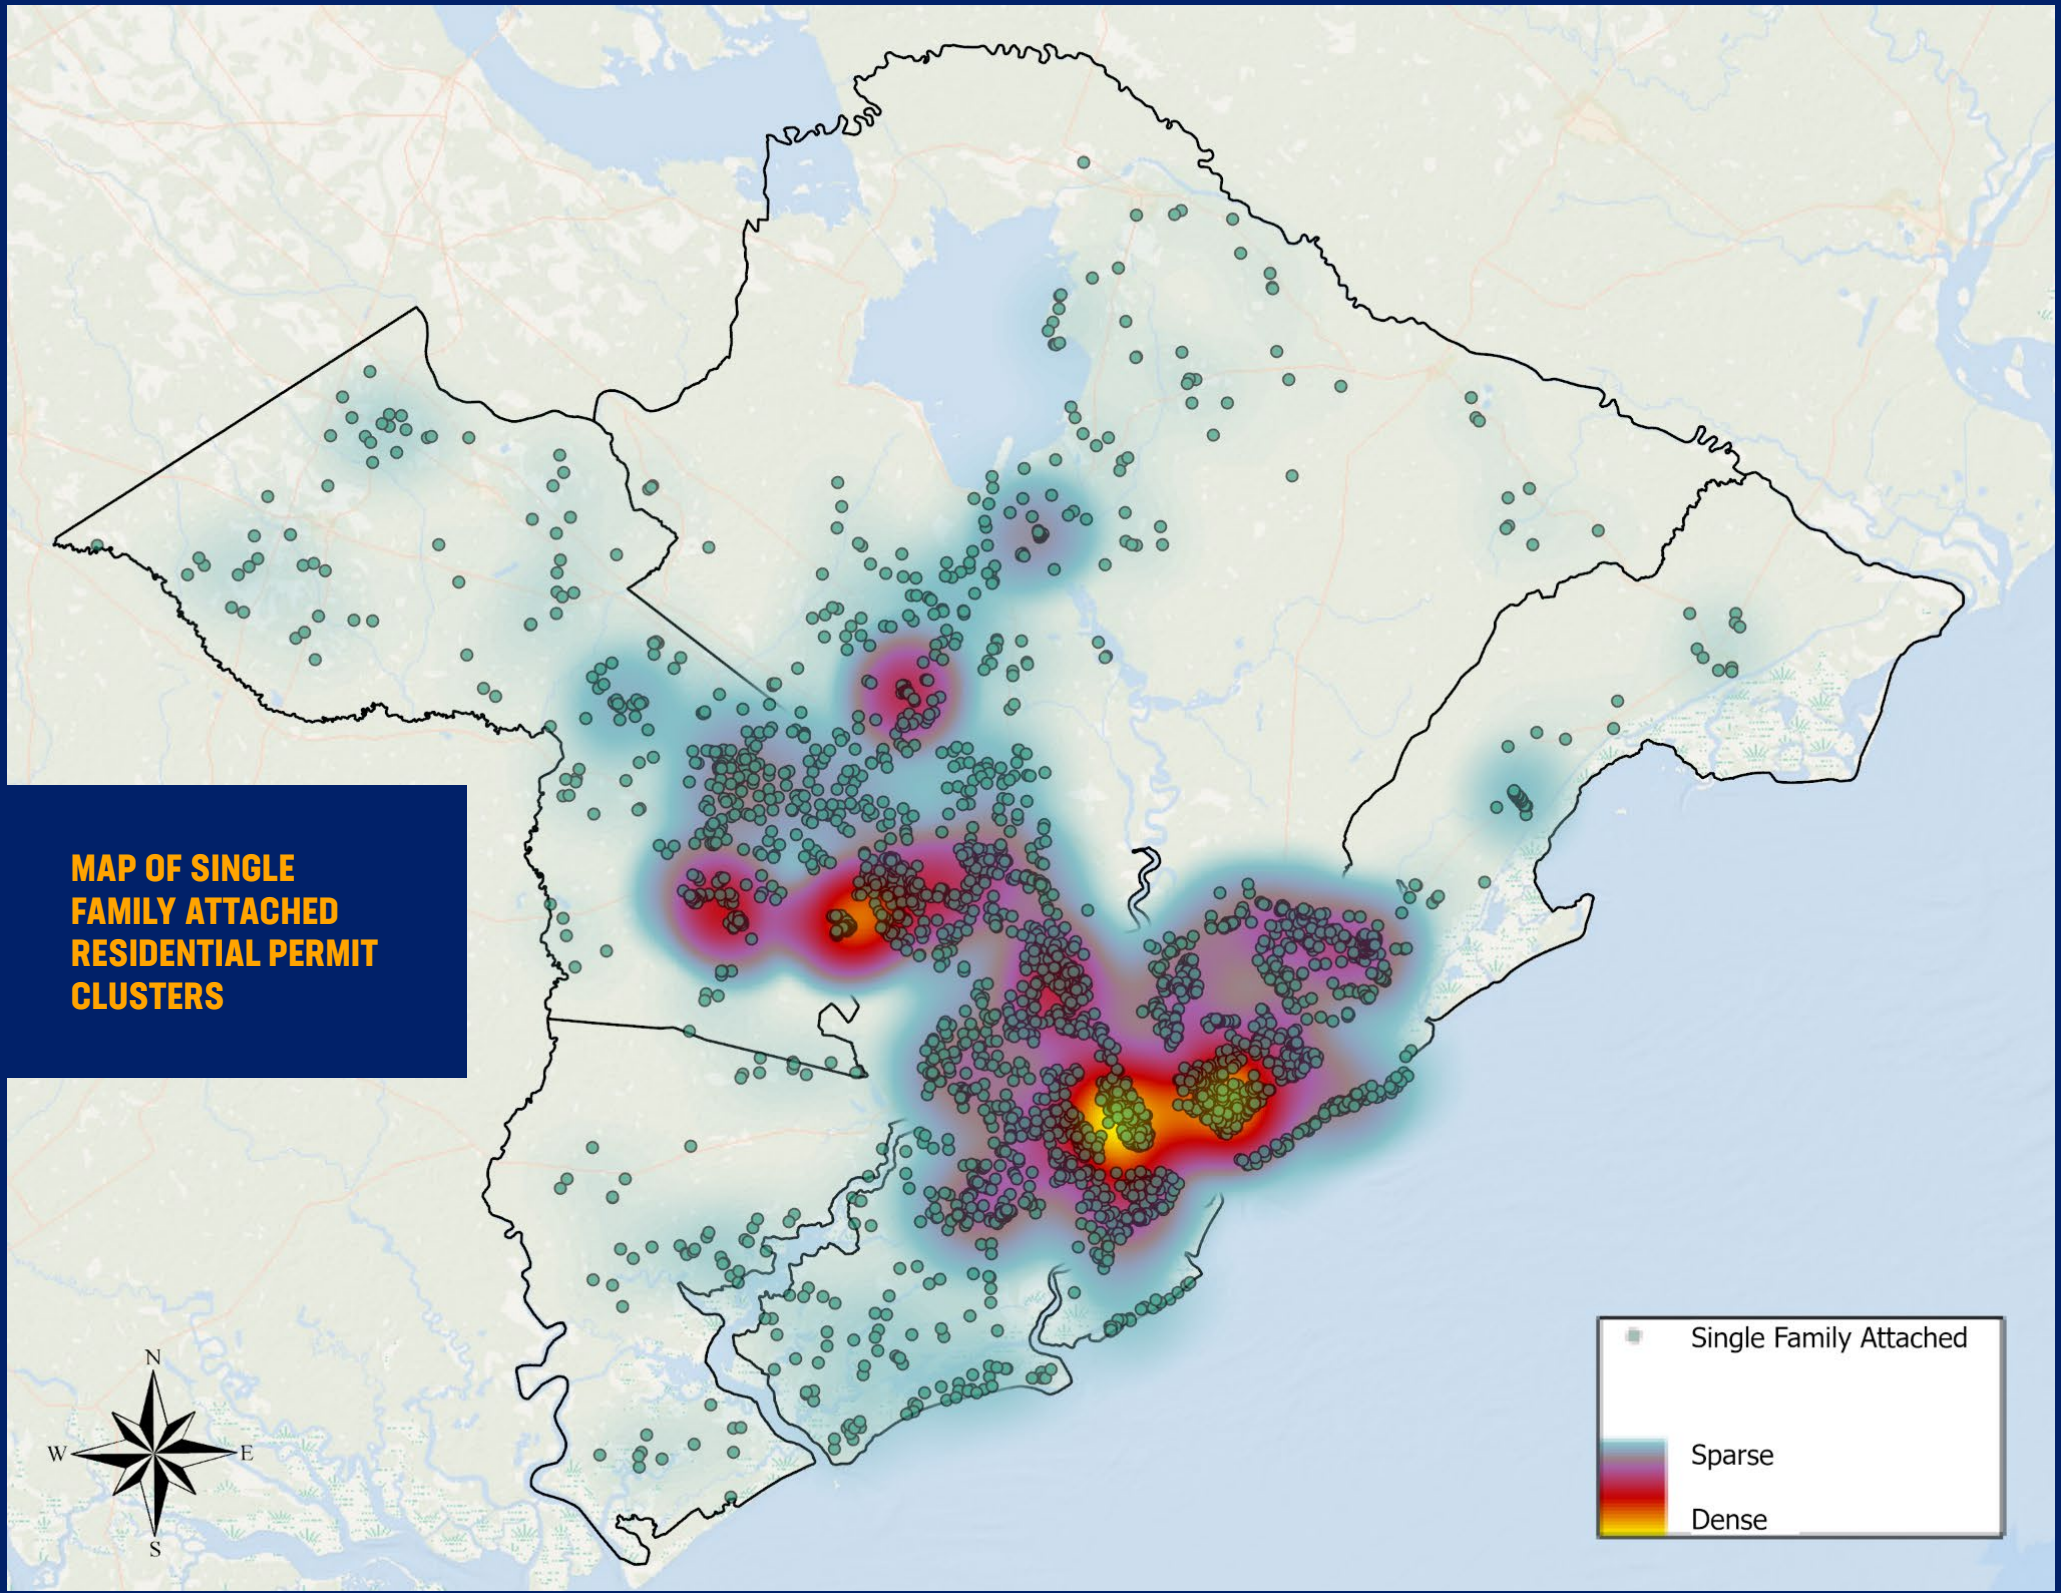 MAP OF SINGLE
FAMILY ATTACHED
RESIDENTIAL PERMIT
CLUSTERS
N
W
E
S
Single Family Attached
Sparse
Dense